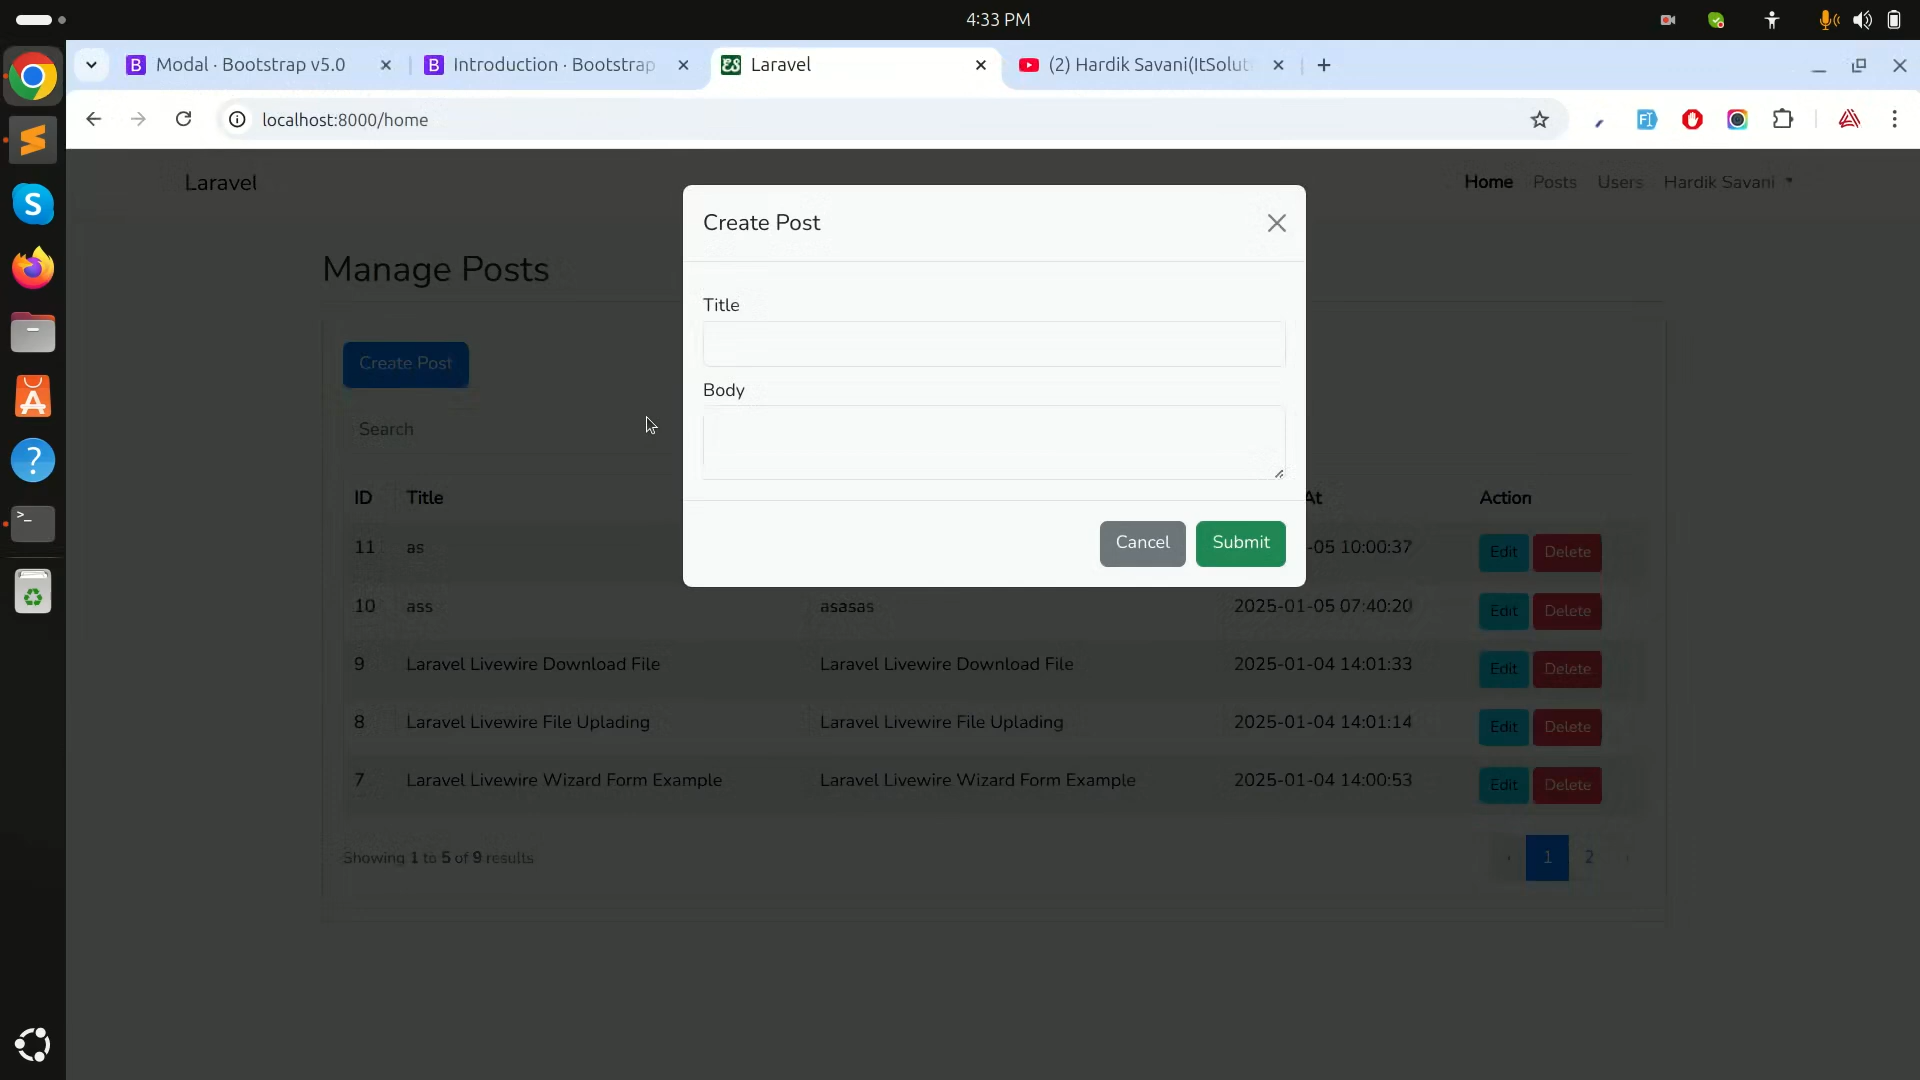 4:33 PM
Modal · Bootstrap v5.0
Introduction · Bootstrap
Laravel
(2) Hardik Savani(ItSolut
localhost:8000/home
Laravel
Home Posts Users Hardik Savani
Create Post
Manage Posts
Title
Create Post
Body
Search
ID Title At Action
Cancel Submit
11 as -05 10:00:37 Edit Delete
10 ass asasas 2025-01-05 07:40:20 Edit Delete
9 Laravel Livewire Download File Laravel Livewire Download File 2025-01-04 14:01:33 Edit Delete
8 Laravel Livewire File Uplading Laravel Livewire File Uplading 2025-01-04 14:01:14 Edit Delete
7 Laravel Livewire Wizard Form Example Laravel Livewire Wizard Form Example 2025-01-04 14:00:53 Edit Delete
Showing 1 to 5 of 9 results
‹ 1 2 ›